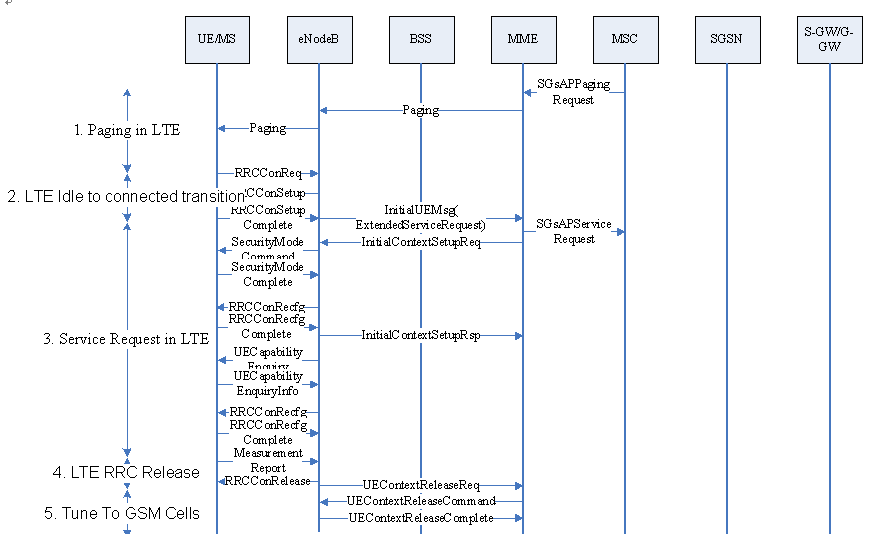 UE/MS
eNodeB
BSS
MME
MSC
SGSN
S-GW/G-
GW
SGsAPPaging
Request
Paging
Paging
1. Paging in LTE
RRCConReq
CConSetup
2. LTE Idle to connected transition
RRCConSetup
Complete
InitialUEMsg(
ExtendedServiceRequest)
SGsAPService
Request
SecurityMode
Command
InitialContextSetupReq
SecurityMode
Complete
RRCConRecfg
RRCConRecfg
Complete
InitialContextSetupRsp
3. Service Request in LTE
UECapability
Enquiry
UECapability
EnquiryInfo
RRCConRecfg
RRCConRecfg
Complete
Measurement
Report
4. LTE RRC Release
RRCConRelease
UEContextReleaseReq
UEContextReleaseCommand
5. Tune To GSM Cells
UEContextReleaseComplete